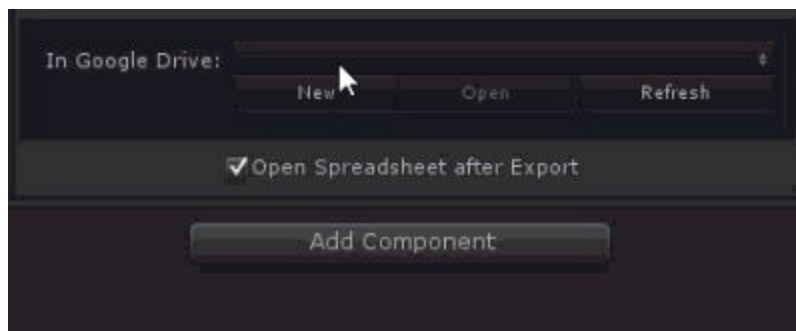 In Google Drive:
New Open Refresh
Open Spreadsheet after Export
Add Component